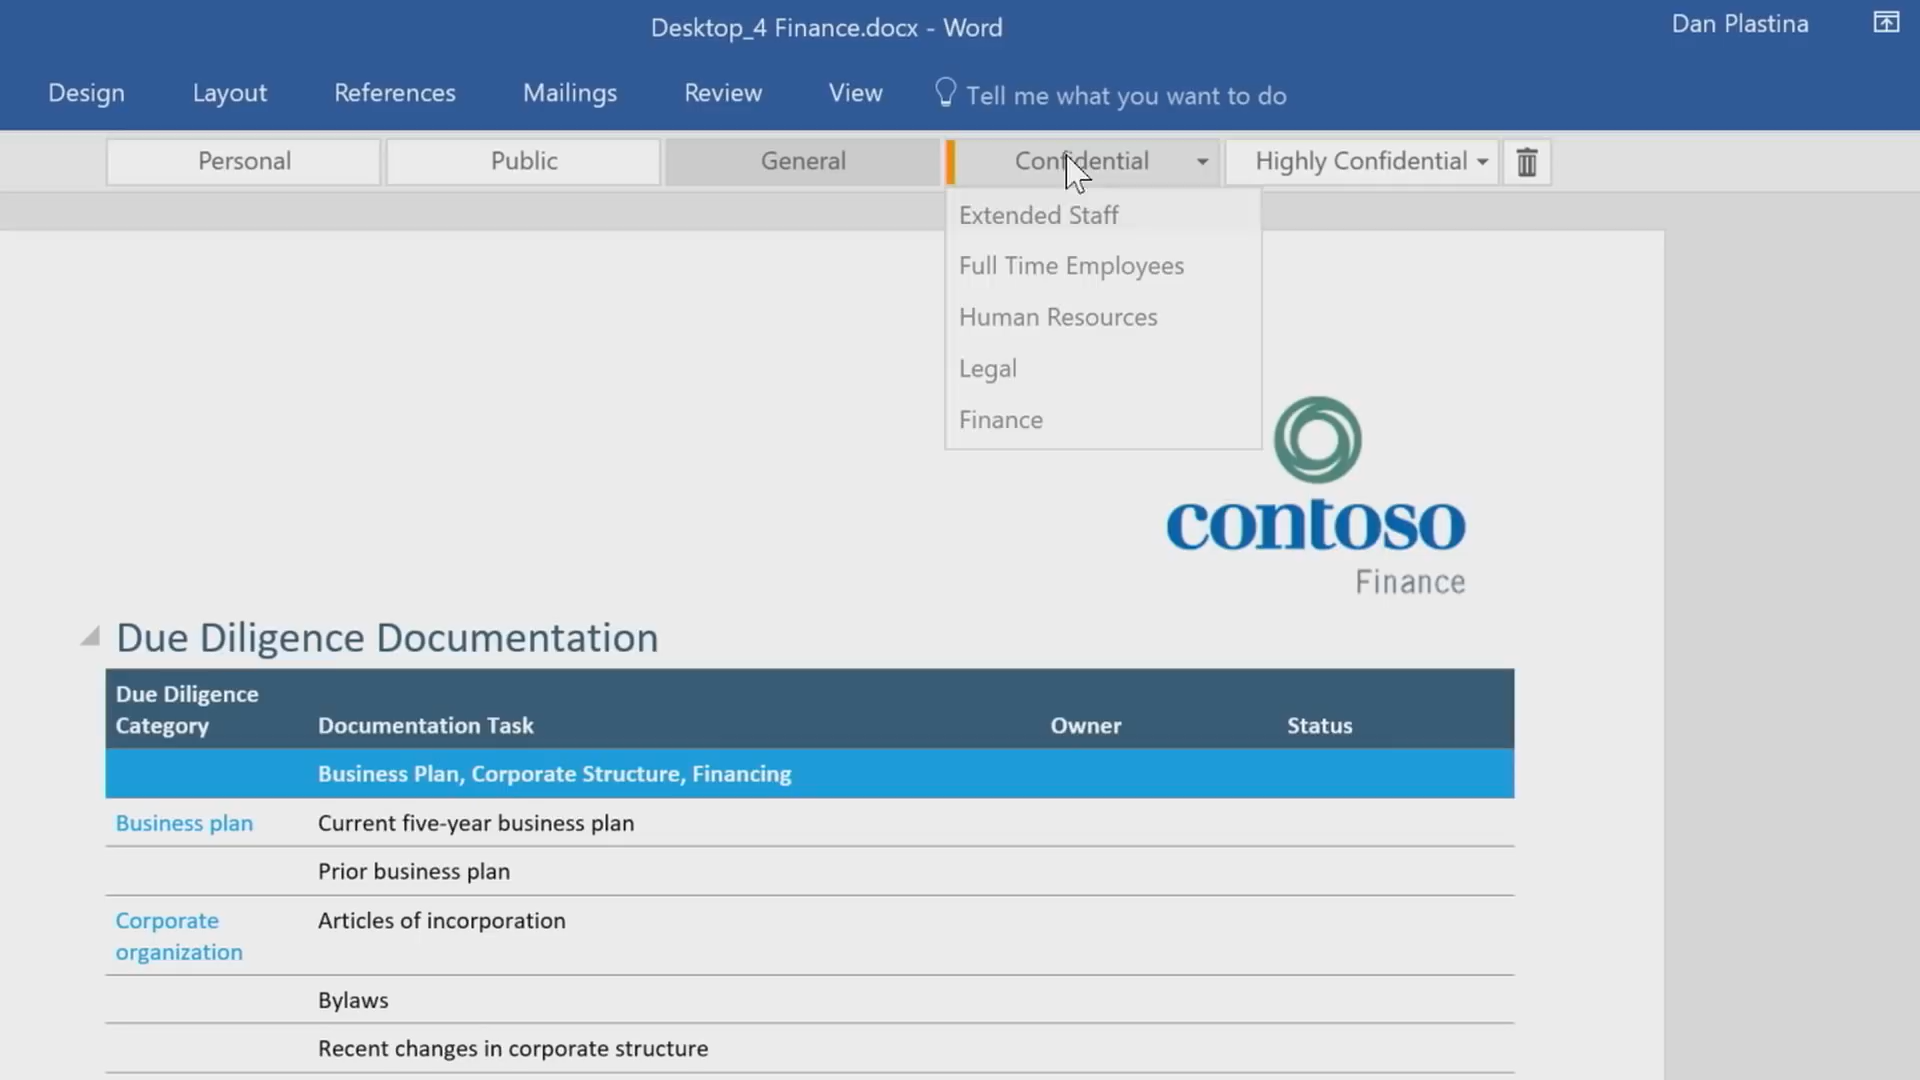 Desktop_4 Finance.docx - Word
Dan Plastina
Design Layout References Mailings Review View Tell me what you want to do
Personal Public General Confidential Highly Confidential
Extended Staff
Full Time Employees
Human Resources
Legal
Finance
contoso
Finance
Due Diligence Documentation
Due Diligence
Category Documentation Task Owner Status
Business Plan, Corporate Structure, Financing
Business plan Current five-year business plan
Prior business plan
Corporate Articles of incorporation
organization
Bylaws
Recent changes in corporate structure